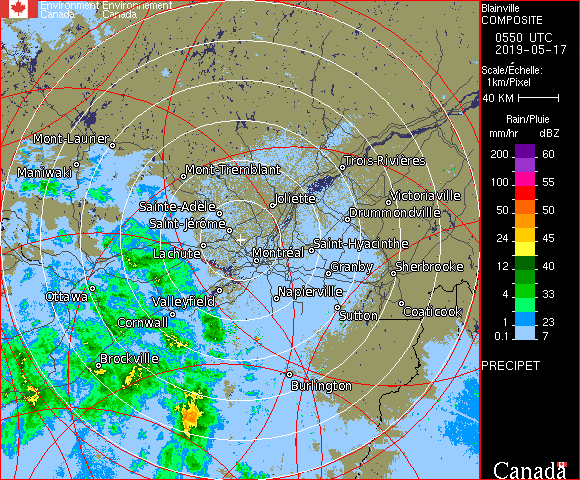 Environment Environnement
Canada Canada
Blainville
COMPOSITE
0550 UTC
2019-05-17
Scale/Échelle:
1km/Pixel
40 KM
Rain/Pluie
mm/hr dBZ
200 60
100 55
50 50
24 45
12 40
4 33
1 23
0.1 7
PRECIPET
Mont-Laurier
Maniwaki
Mont-Tremblant
Trois-Rivières
Sainte-Adèle
Joliette
Victoriaville
Saint-Jérôme
Drummondville
Lachute
Montréal
Saint-Hyacinthe
Granby
Sherbrooke
Ottawa
Valleyfield
Napierville
Cornwall
Sutton
Coaticook
Brockville
Burlington
Canada